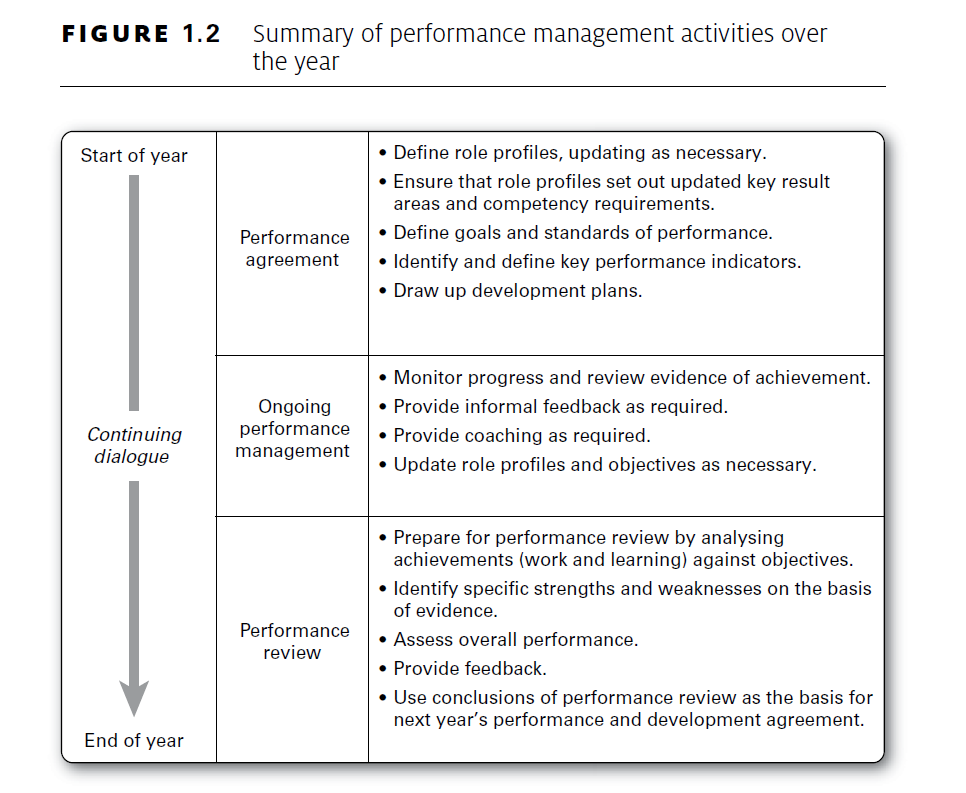 FIGURE 1.2 Summary of performance management activities over
the year
Start of year
Continuing
dialogue
End of year
Performance
agreement
• Define role profiles, updating as necessary.
• Ensure that role profiles set out updated key result
areas and competency requirements.
• Define goals and standards of performance.
• Identify and define key performance indicators.
• Draw up development plans.
Ongoing
performance
management
• Monitor progress and review evidence of achievement.
• Provide informal feedback as required.
• Provide coaching as required.
• Update role profiles and objectives as necessary.
Performance
review
• Prepare for performance review by analysing
achievements (work and learning) against objectives.
• Identify specific strengths and weaknesses on the basis
of evidence.
• Assess overall performance.
• Provide feedback.
• Use conclusions of performance review as the basis for
next year’s performance and development agreement.